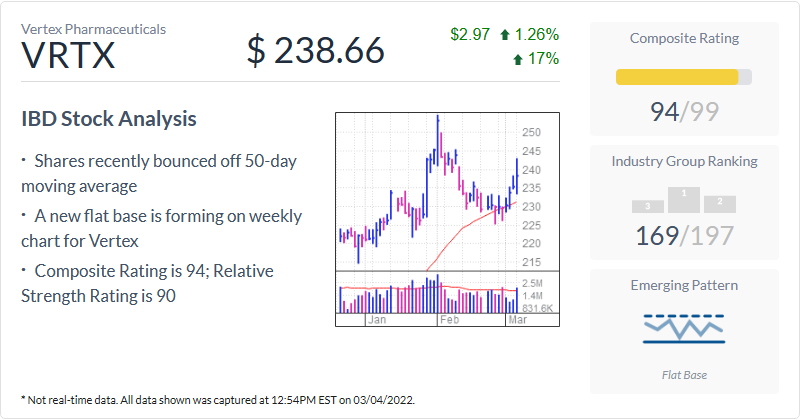 Vertex Pharmaceuticals
VRTX
$ 238.66
$2.97 1.26%
17%
IBD Stock Analysis
· Shares recently bounced off 50-day
moving average
· A new flat base is forming on weekly
chart for Vertex
· Composite Rating is 94; Relative
Strength Rating is 90
250
245
240
235
230
225
220
215
2.5M
1.4M
831.6K
Jan Feb Mar
Composite Rating
94/99
Industry Group Ranking
3 1 2
169/197
Emerging Pattern
Flat Base
* Not real-time data. All data shown was captured at 12:54PM EST on 03/04/2022.